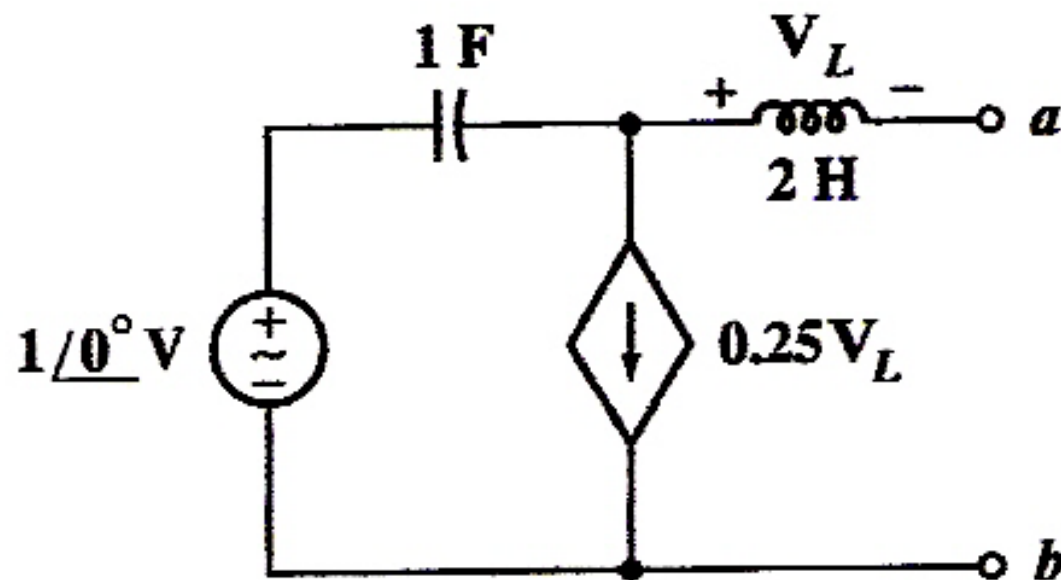 1 F
V_L
+ −
a
2 H
+
~
−
1/0° V
0.25V_L
b